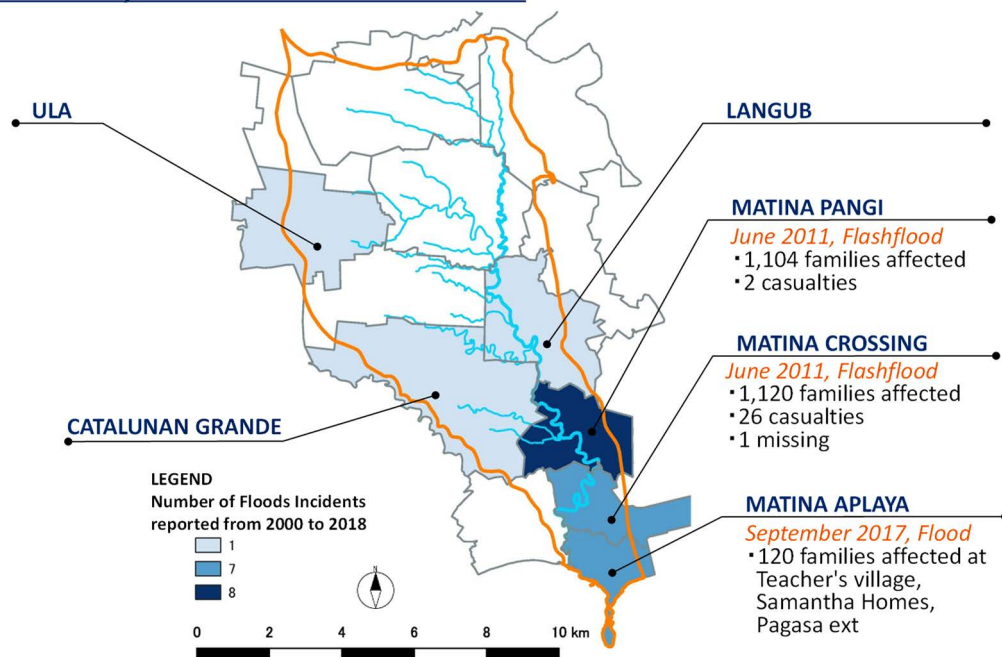 ULA
LANGUB
MATINA PANGI
June 2011, Flashflood
・1,104 families affected
・2 casualties
MATINA CROSSING
June 2011, Flashflood
・1,120 families affected
・26 casualties
・1 missing
CATALUNAN GRANDE
MATINA APLAYA
September 2017, Flood
・120 families affected at
Teacher's village,
Samantha Homes,
Pagasa ext
LEGEND
Number of Floods Incidents
reported from 2000 to 2018
1
7
8
N
0 2 4 6 8 10 km